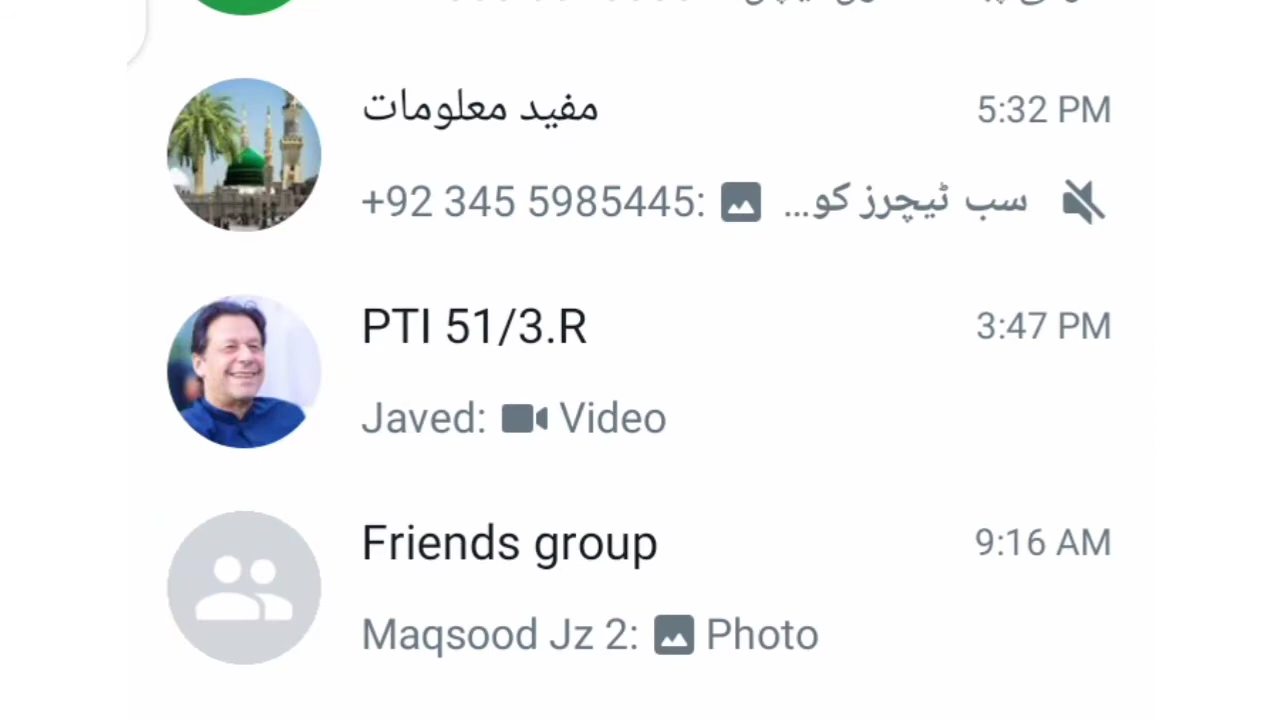 مفید معلومات
5:32 PM
+92 345 5985445: سب ٹیچرز کو...
PTI 51/3.R
3:47 PM
Javed: Video
Friends group
9:16 AM
Maqsood Jz 2: Photo